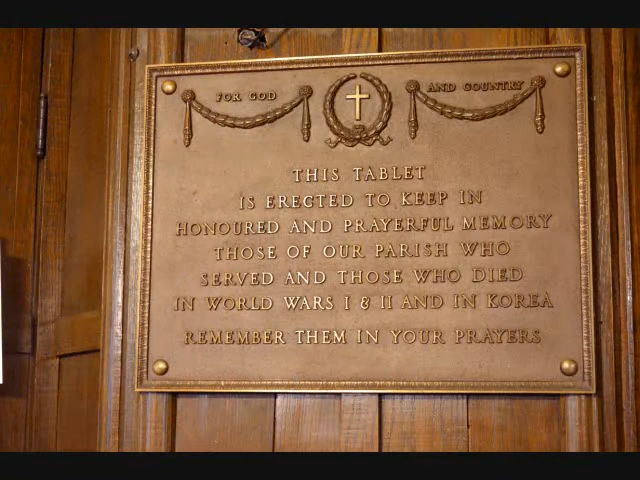 FOR GOD AND COUNTRY
THIS TABLET
IS ERECTED TO KEEP IN
HONOURED AND PRAYERFUL MEMORY
THOSE OF OUR PARISH WHO
SERVED AND THOSE WHO DIED
IN WORLD WARS I & II AND IN KOREA
REMEMBER THEM IN YOUR PRAYERS